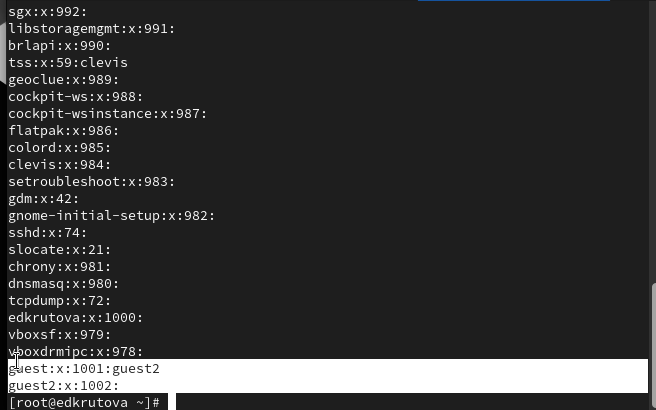 sgx:x:992:
libstoragemgmt:x:991:
brlapi:x:990:
tss:x:59:clevis
geoclue:x:989:
cockpit-ws:x:988:
cockpit-wsinstance:x:987:
flatpak:x:986:
colord:x:985:
clevis:x:984:
setroubleshoot:x:983:
gdm:x:42:
gnome-initial-setup:x:982:
sshd:x:74:
slocate:x:21:
chrony:x:981:
dnsmasq:x:980:
tcpdump:x:72:
edkrutova:x:1000:
vboxsf:x:979:
vboxdrmipc:x:978:
guest:x:1001:guest2
guest2:x:1002:
[root@edkrutova ~]#